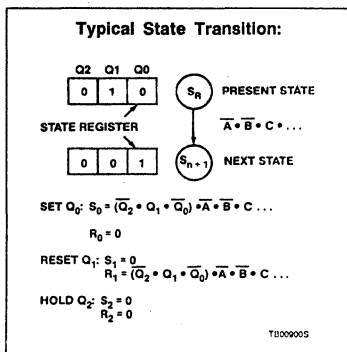 Typical State Transition:
Q2 Q1 Q0
0 1 0
S_R PRESENT STATE
STATE REGISTER
A̅ • B̅ • C • ...
0 0 1
S_n + 1 NEXT STATE
SET Q₀: S₀ = (Q̅₂ • Q₁ • Q̅₀) • A̅ • B̅ • C ...
R₀ = 0
RESET Q₁: S₁ = 0
R₁ = (Q̅₂ • Q₁ • Q̅₀) • A̅ • B̅ • C ...
HOLD Q₂: S₂ = 0
R₂ = 0
TB00900S